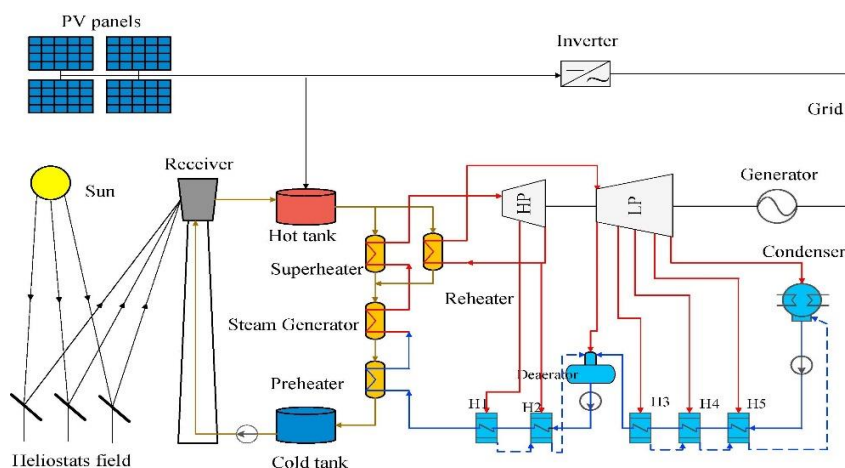 PV panels
Inverter
Grid
Receiver
Sun
Hot tank
HP
LP
Generator
Condenser
Superheater
Reheater
Steam Generator
Preheater
Deaerator
H1
H2
H3
H4
H5
Cold tank
Heliostats field